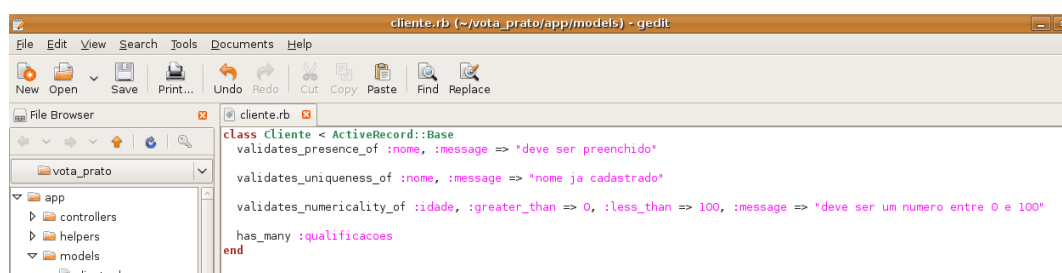 cliente.rb (~/vota_prato/app/models) - gedit
File Edit View Search Tools Documents Help
New Open Save Print... Undo Redo Cut Copy Paste Find Replace
File Browser
cliente.rb
class Cliente < ActiveRecord::Base
validates_presence_of :nome, :message => "deve ser preenchido"
vota_prato
validates_uniqueness_of :nome, :message => "nome ja cadastrado"
app
validates_numericality_of :idade, :greater_than => 0, :less_than => 100, :message => "deve ser um numero entre 0 e 100"
controllers
helpers
has_many :qualificacoes
models
end